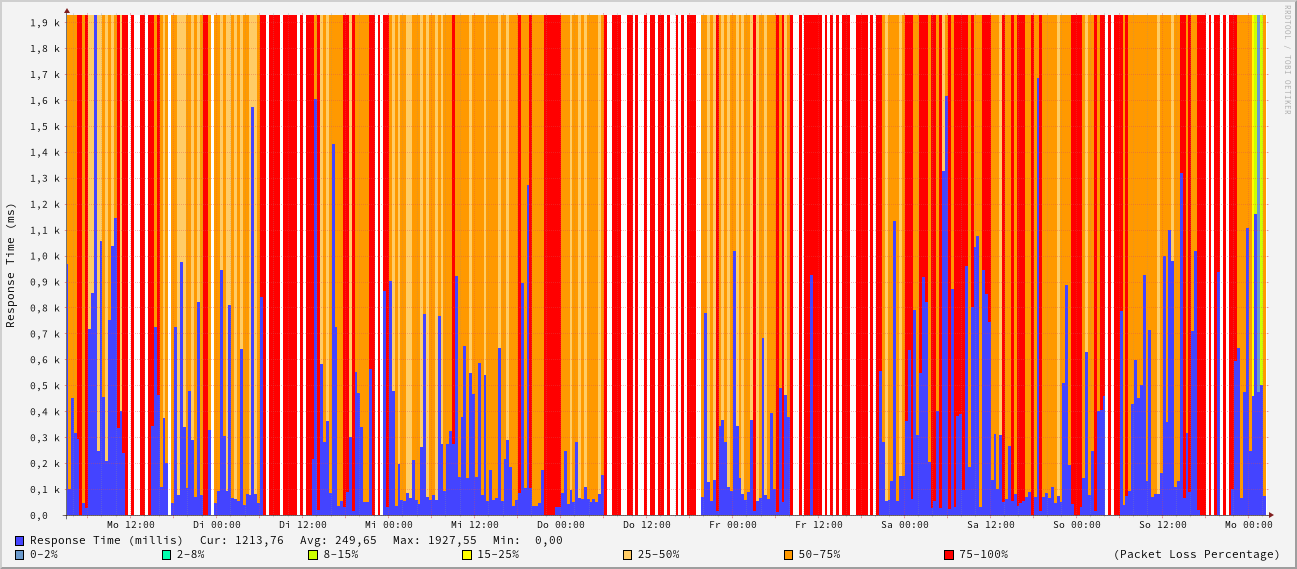 1,9 k
1,8 k
1,7 k
1,6 k
1,5 k
1,4 k
1,3 k
1,2 k
1,1 k
1,0 k
0,9 k
0,8 k
0,7 k
0,6 k
0,5 k
0,4 k
0,3 k
0,2 k
0,1 k
0,0
Response Time (ms)
RRDTOOL / TOBI OETIKER
Mo 12:00 Di 00:00 Di 12:00 Mi 00:00 Mi 12:00 Do 00:00 Do 12:00 Fr 00:00 Fr 12:00 Sa 00:00 Sa 12:00 So 00:00 So 12:00 Mo 00:00
Response Time (millis) Cur: 1213,76 Avg: 249,65 Max: 1927,55 Min: 0,00
0-2% 2-8% 8-15% 15-25% 25-50% 50-75% 75-100% (Packet Loss Percentage)